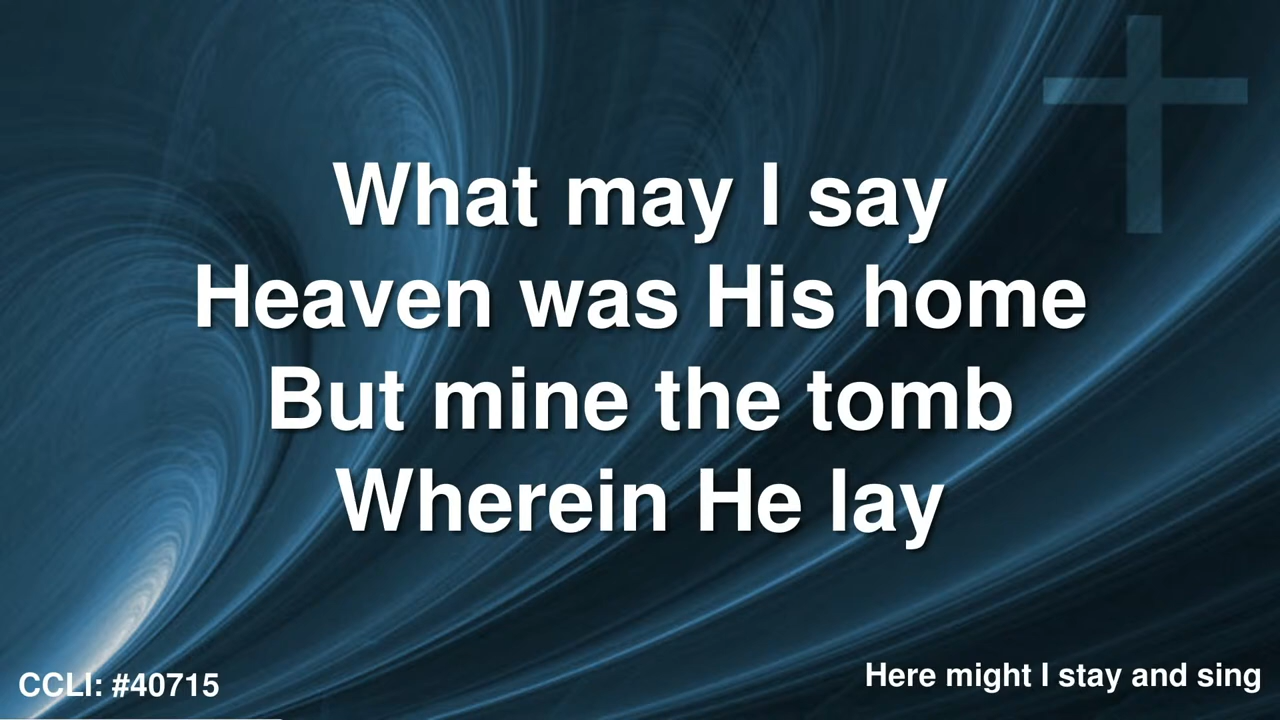 What may I say
Heaven was His home
But mine the tomb
Wherein He lay
CCLI: #40715
Here might I stay and sing